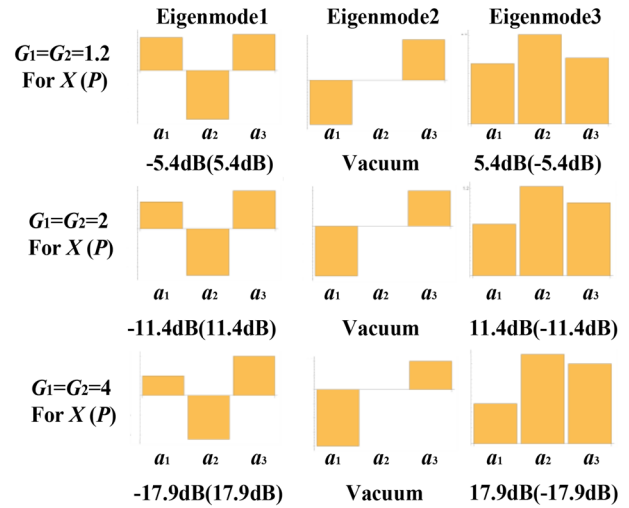 Eigenmode1 Eigenmode2 Eigenmode3
G1=G2=1.2
For X (P)
a1 a2 a3 a1 a2 a3 a1 a2 a3
-5.4dB(5.4dB) Vacuum 5.4dB(-5.4dB)
G1=G2=2
For X (P)
a1 a2 a3 a1 a2 a3 a1 a2 a3
-11.4dB(11.4dB) Vacuum 11.4dB(-11.4dB)
G1=G2=4
For X (P)
a1 a2 a3 a1 a2 a3 a1 a2 a3
-17.9dB(17.9dB) Vacuum 17.9dB(-17.9dB)